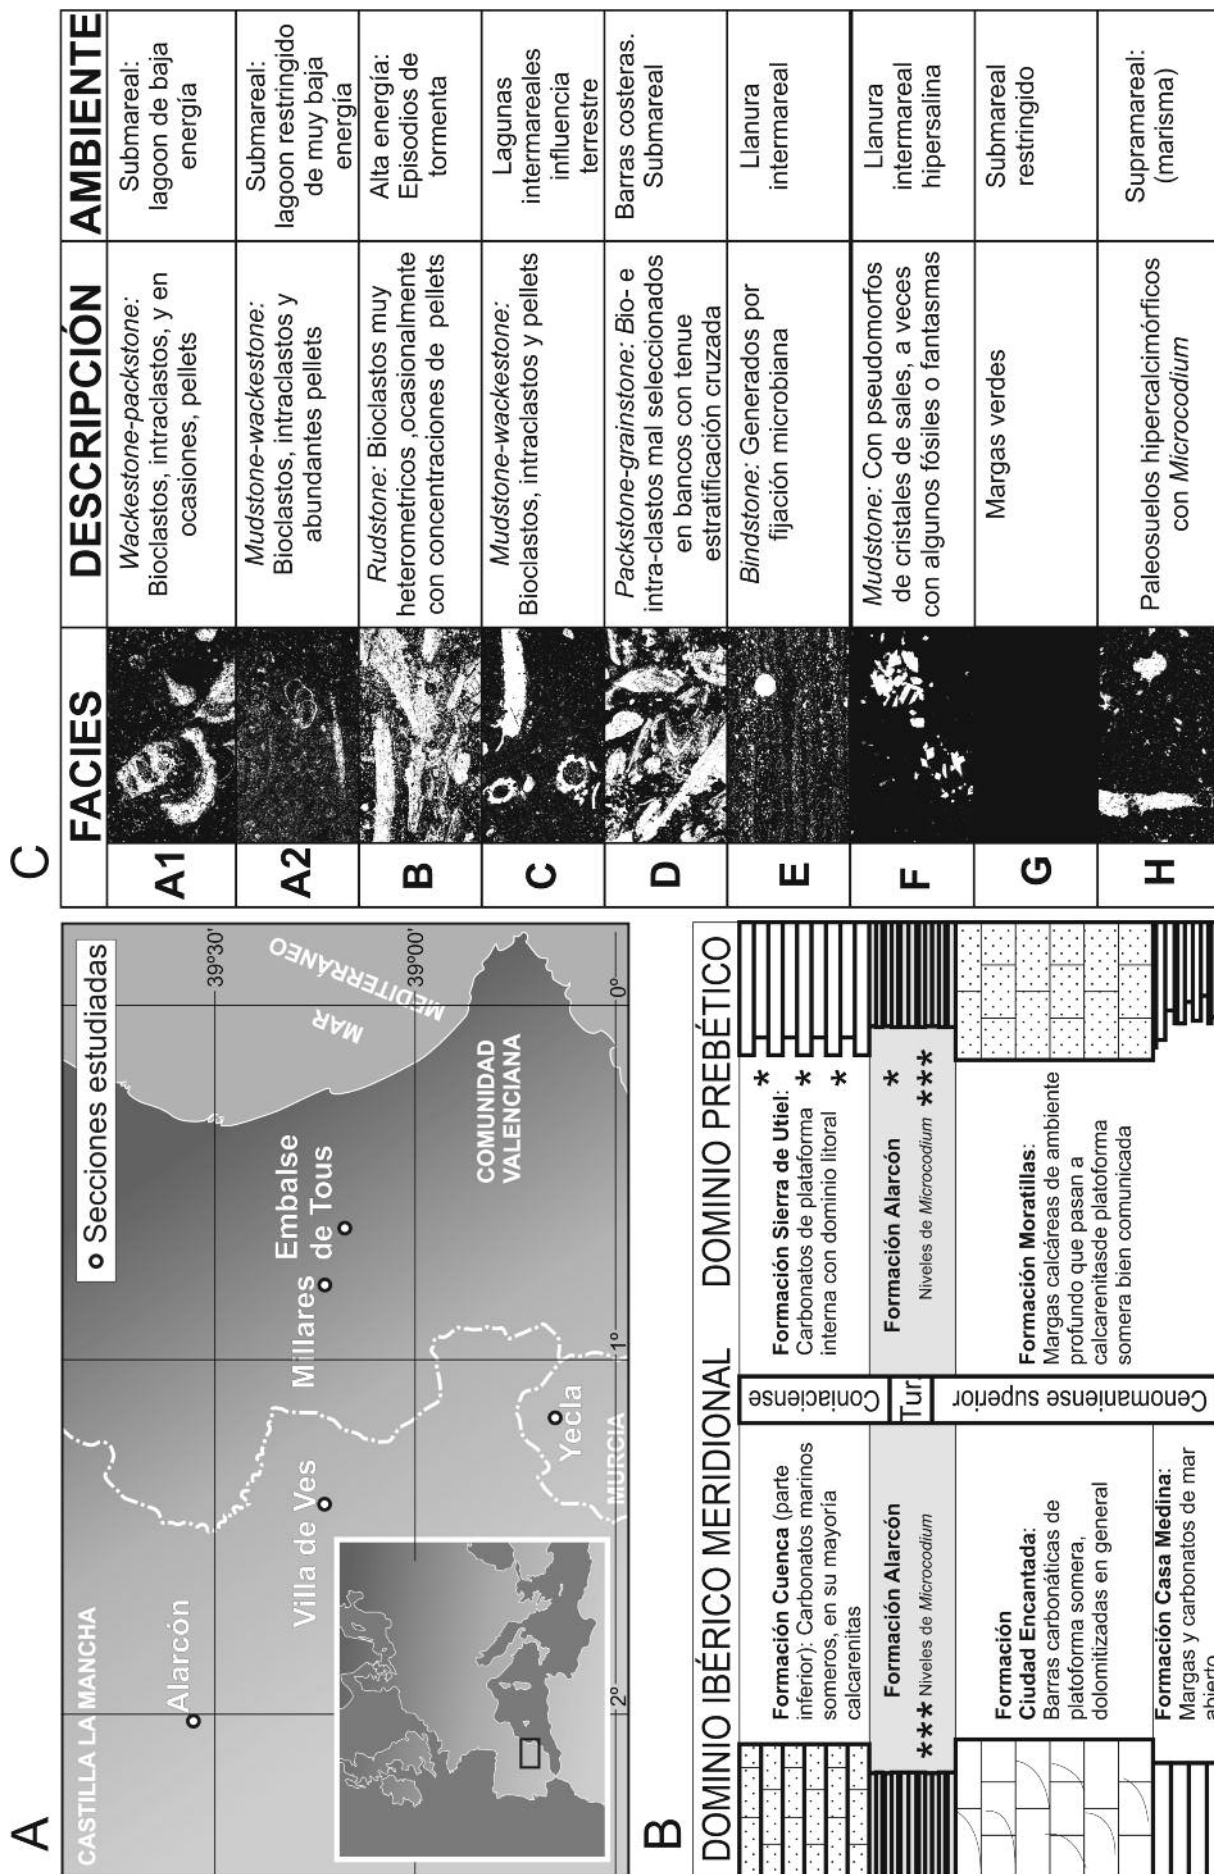 A
Secciones estudiadas
CASTILLA LA MANCHA
Alarcón
Villa de Ves
Millares
Embalse
de Tous
Yecla
MURCIA
COMUNIDAD
VALENCIANA
MAR
MEDITERRÁNEO
39º30'
39º00'
2º
1º
0º
B
DOMINIO IBÉRICO MERIDIONAL
DOMINIO PREBÉTICO
Formación Cuenca (parte
inferior): Carbonatos marinos
someros, en su mayoría
calcarenitas
Formación Alarcón
*** Niveles de Microcodium
Formación
Ciudad Encantada:
Barras carbonáticas de
plataforma somera,
dolomitizadas en general
Formación Casa Medina:
Margas y carbonatos de mar
abierto
Coniaciense
Tur.
Cenomaniense superior
Formación Sierra de Utiel: *
Carbonatos de plataforma *
interna con dominio litoral *
Formación Alarcón *
Niveles de Microcodium ***
Formación Moratillas:
Margas calcáreas de ambiente
profundo que pasan a
calcarenitasde platoforma
somera bien comunicada
C
FACIES
DESCRIPCIÓN
AMBIENTE
A1
Wackestone-packstone:
Bioclastos, intraclastos, y en
ocasiones, pellets
Submareal:
lagoon de baja
energía
A2
Mudstone-wackestone:
Bioclastos, intraclastos y
abundantes pellets
Submareal:
lagoon restringido
de muy baja
energía
B
Rudstone: Bioclastos muy
heterometricos ,ocasionalmente
con concentraciones de pellets
Alta energía:
Episodios de
tormenta
C
Mudstone-wackestone:
Bioclastos, intraclastos y pellets
Lagunas
intermareales
influencia
terrestre
D
Packstone-grainstone: Bio- e
intra-clastos mal seleccionados
en bancos con tenue
estratificación cruzada
Barras costeras.
Submareal
E
Bindstone: Generados por
fijación microbiana
Llanura
intermareal
F
Mudstone: Con pseudomorfos
de cristales de sales, a veces
con algunos fósiles o fantasmas
Llanura
intermareal
hipersalina
G
Margas verdes
Submareal
restringido
H
Paleosuelos hipercalcimórficos
con Microcodium
Supramareal:
(marisma)